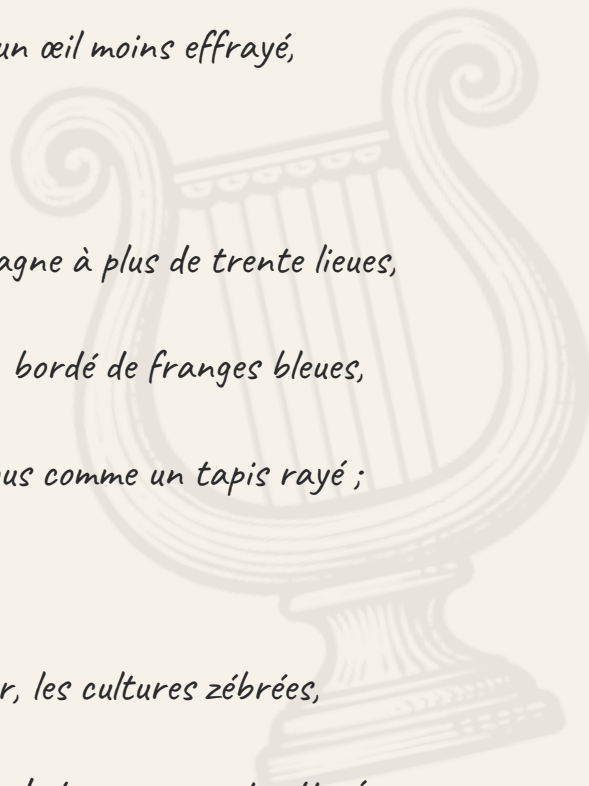 un œil moins effrayé,
agne à plus de trente lieues,
bordé de franges bleues,
us comme un tapis rayé ;
r, les cultures zébrées,